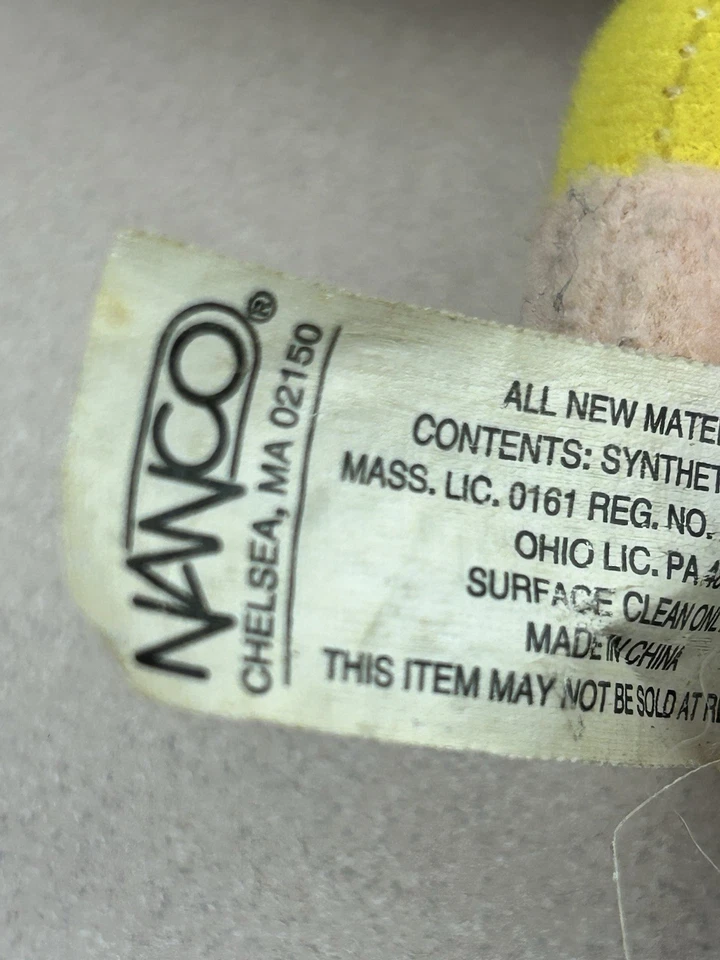 NANCO®
CHELSEA, MA 02150
ALL NEW MATE
CONTENTS: SYNTHET
MASS. LIC. 0161 REG. NO.
OHIO LIC. PA
SURFACE CLEAN ONL
MADE IN CHINA
THIS ITEM MAY NOT BE SOLD AT R